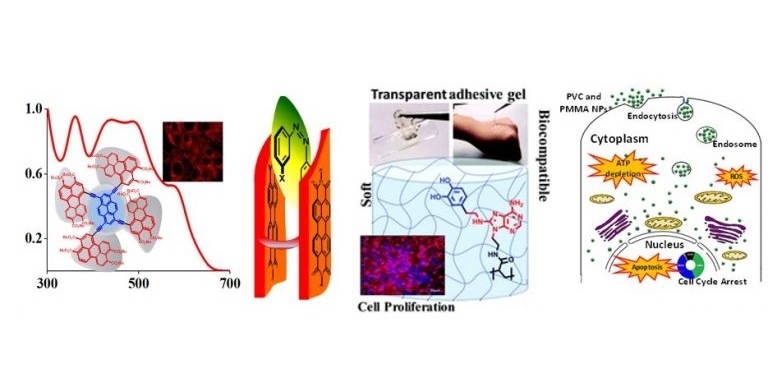 1.0
0.6
0.2
300
500
700
N
N
X
Transparent adhesive gel
Soft
Biocompatible
HO
HO
NH₂
N
N
N
N
NH
HN
O
Cell Proliferation
PVC and
PMMA NPs
Endocytosis
Endosome
Cytoplasm
ATP
depletion
ROS
Nucleus
Apoptosis
Cell Cycle Arrest